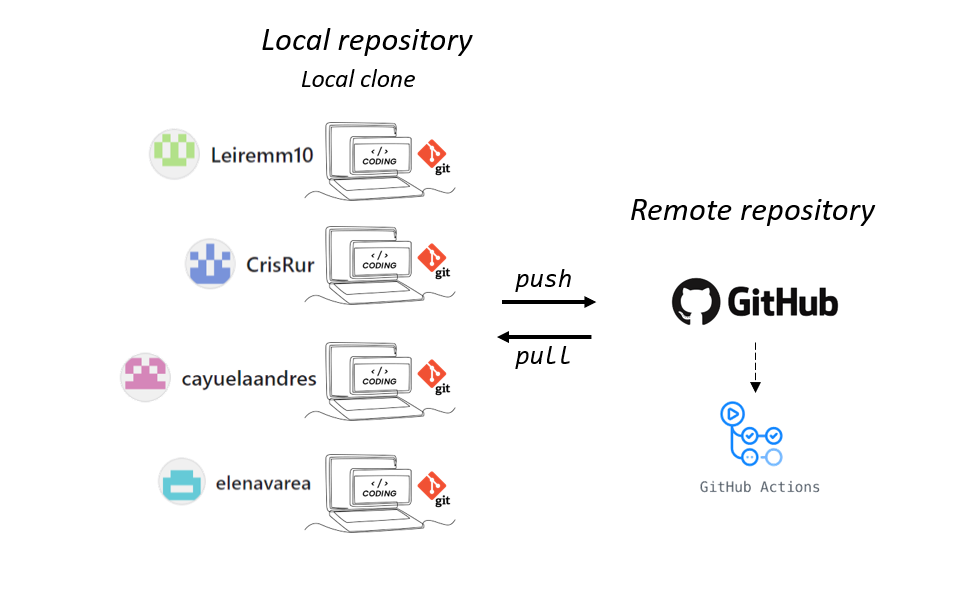 Local repository
Local clone
Leiremm10
</>
CODING
git
CrisRur
</>
CODING
git
cayuelaandres
</>
CODING
git
elenavarea
</>
CODING
git
push
pull
Remote repository
GitHub
GitHub Actions